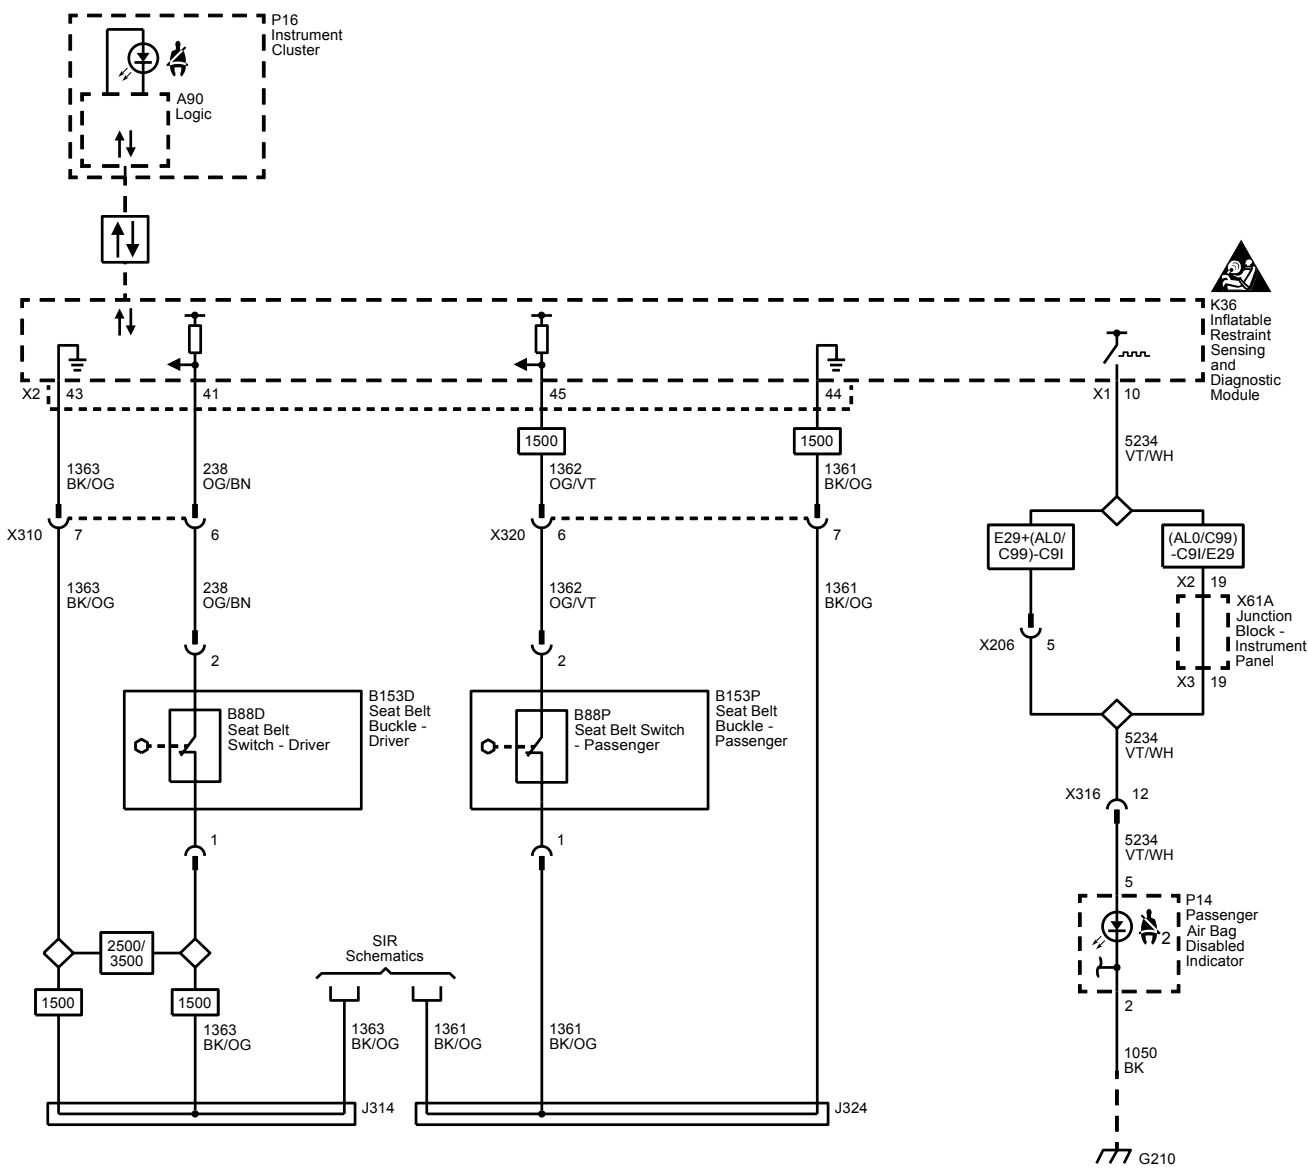 P16
Instrument
Cluster
A90
Logic
K36
Inflatable
Restraint
Sensing
and
Diagnostic
Module
X2 43 41 45 44 X1 10
1500 1500
1363
BK/OG
238
OG/BN
1362
OG/VT
1361
BK/OG
5234
VT/WH
X310 7 6 X320 6 7
E29+(AL0/
C99)-C9I
(AL0/C99)
-C9I/E29
X2 19
1363
BK/OG
238
OG/BN
1362
OG/VT
1361
BK/OG
X61A
Junction
Block -
Instrument
Panel
X206 5
2 2
X3 19
B88D
Seat Belt
Switch - Driver
B153D
Seat Belt
Buckle -
Driver
B88P
Seat Belt Switch
- Passenger
B153P
Seat Belt
Buckle -
Passenger
5234
VT/WH
X316 12
1 1
5234
VT/WH
5
P14
Passenger
Air Bag
Disabled
Indicator
2
2500/
3500
SIR
Schematics
1500 1500
2
1363
BK/OG
1363
BK/OG
1361
BK/OG
1361
BK/OG
1050
BK
J314 J324
G210